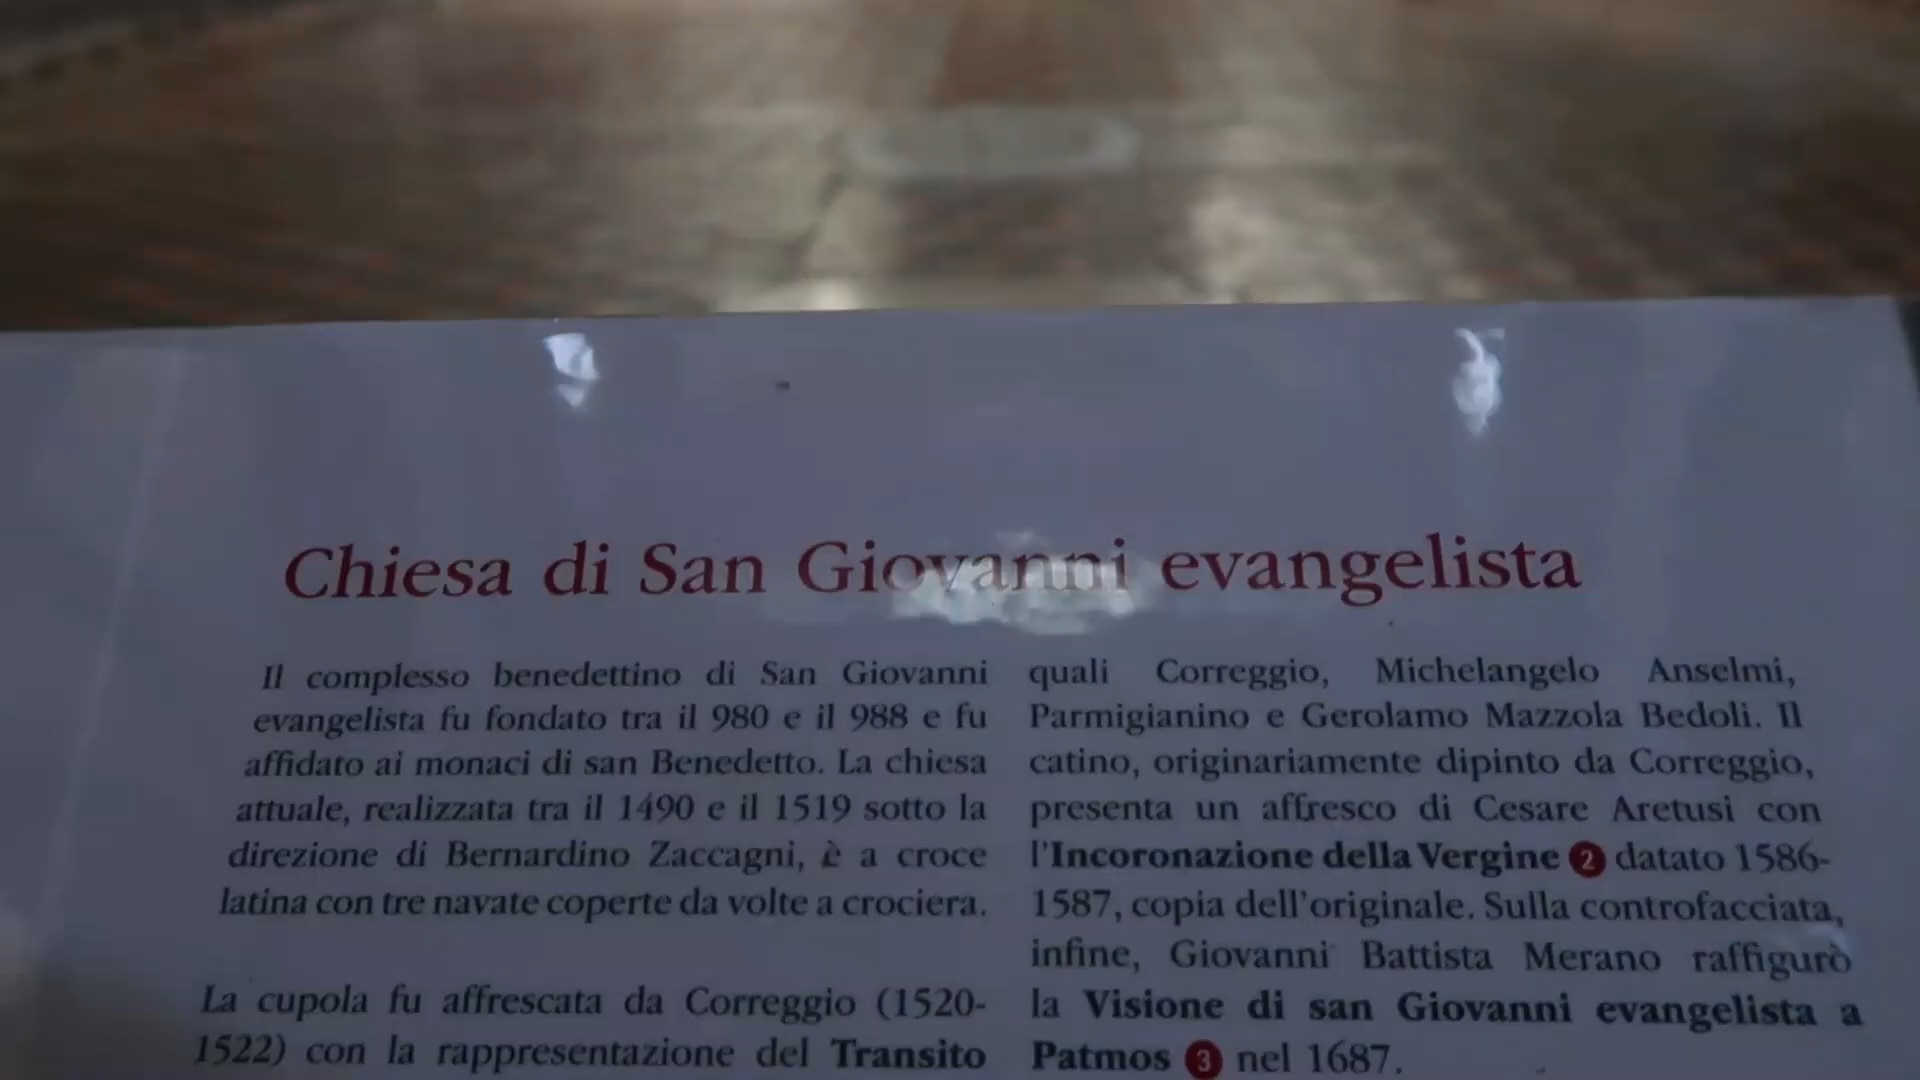 Chiesa di San Giovanni evangelista
Il complesso benedettino di San Giovanni
evangelista fu fondato tra il 980 e il 988 e fu
affidato ai monaci di san Benedetto. La chiesa
attuale, realizzata tra il 1490 e il 1519 sotto la
direzione di Bernardino Zaccagni, è a croce
latina con tre navate coperte da volte a crociera.
La cupola fu affrescata da Correggio (1520-
1522) con la rappresentazione del Transito
quali Correggio, Michelangelo Anselmi,
Parmigianino e Gerolamo Mazzola Bedoli. Il
catino, originariamente dipinto da Correggio,
presenta un affresco di Cesare Aretusi con
l'Incoronazione della Vergine 2 datato 1586-
1587, copia dell'originale. Sulla controfacciata,
infine, Giovanni Battista Merano raffigurò
la Visione di san Giovanni evangelista a
Patmos 3 nel 1687.